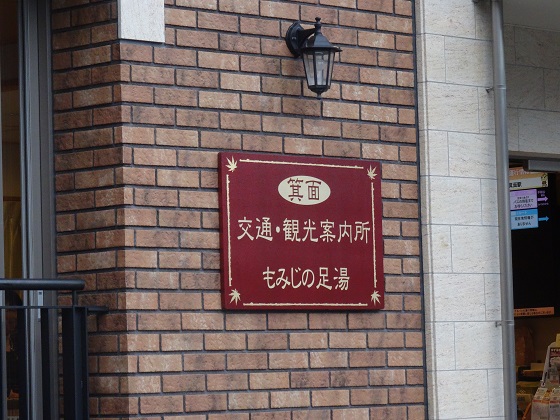 箕面
交通・観光案内所
もみじの足湯